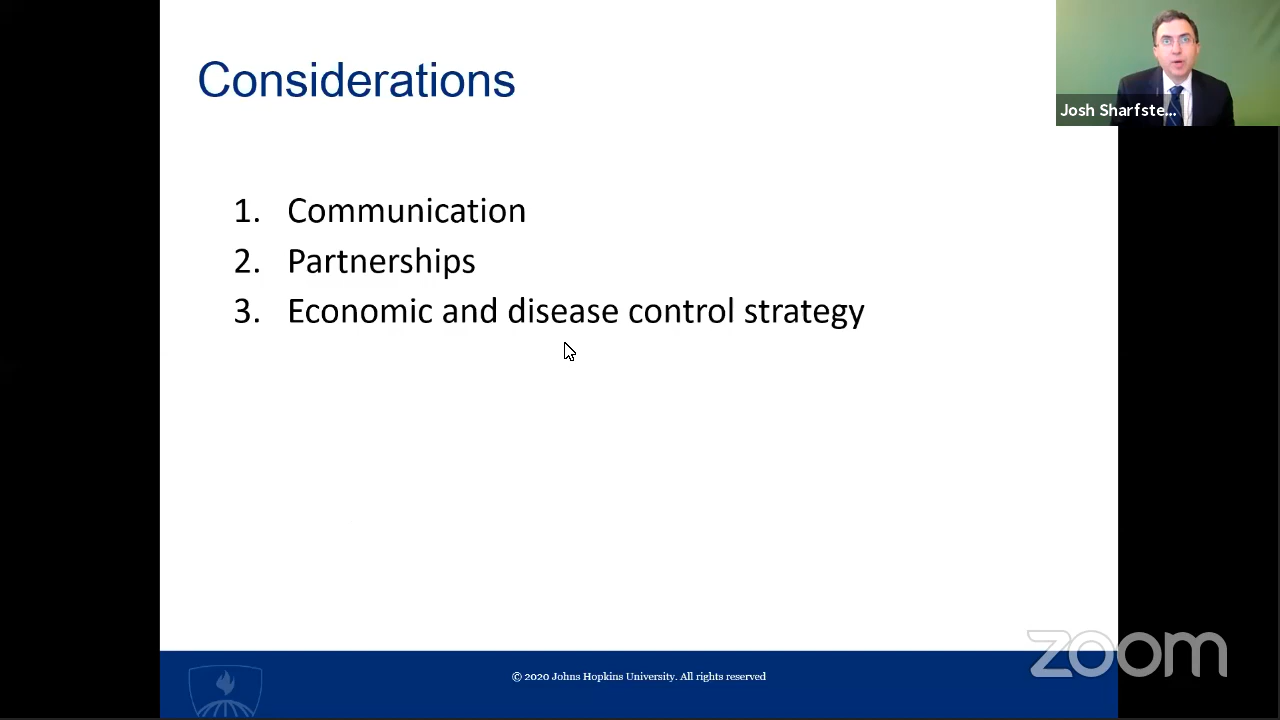 Considerations
Josh Sharfste...
1. Communication
2. Partnerships
3. Economic and disease control strategy
© 2020 Johns Hopkins University. All rights reserved
zoom